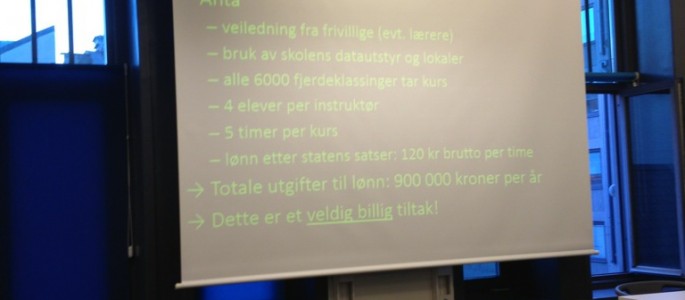 Anta
– veiledning fra frivillige (evt. lærere)
– bruk av skolens datautstyr og lokaler
– alle 6000 fjerdeklassinger tar kurs
– 4 elever per instruktør
– 5 timer per kurs
– lønn etter statens satser: 120 kr brutto per time
→ Totale utgifter til lønn: 900 000 kroner per år
→ Dette er et veldig billig tiltak!